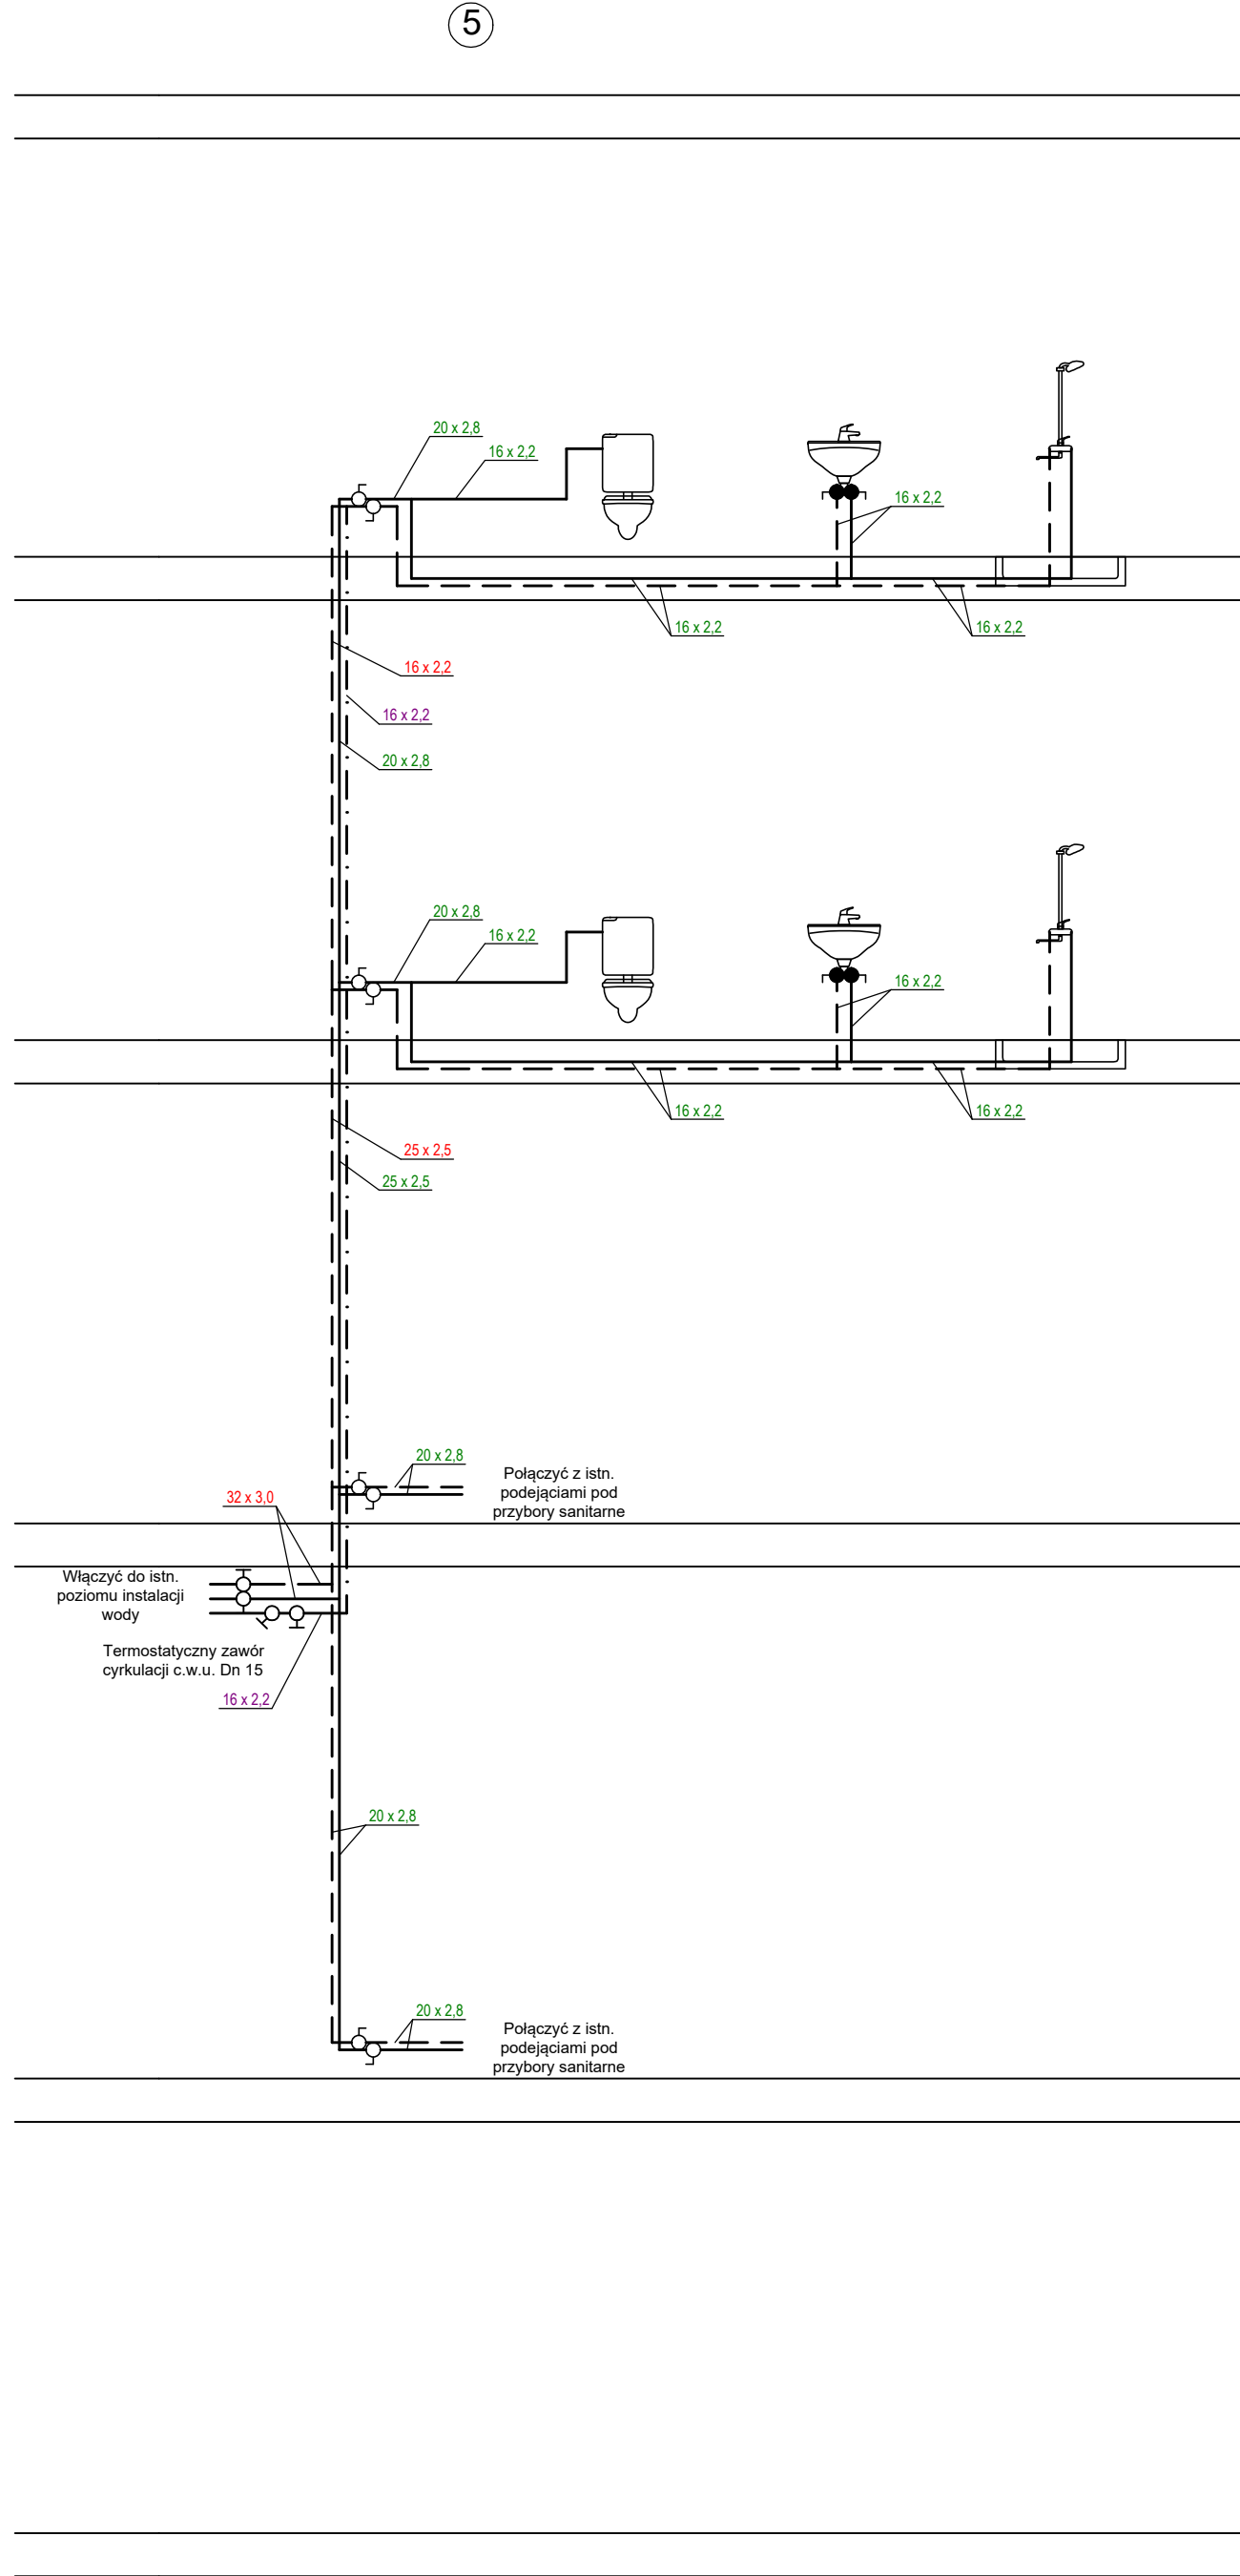 5
20 x 2,8
16 x 2,2
16 x 2,2
16 x 2,2
16 x 2,2
16 x 2,2
16 x 2,2
20 x 2,8
20 x 2,8
16 x 2,2
16 x 2,2
16 x 2,2
16 x 2,2
25 x 2,5
25 x 2,5
20 x 2,8
Połączyć z istn.
podejąciami pod
przybory sanitarne
32 x 3,0
Włączyć do istn.
poziomu instalacji
wody
Termostatyczny zawór
cyrkulacji c.w.u. Dn 15
16 x 2,2
20 x 2,8
20 x 2,8
Połączyć z istn.
podejąciami pod
przybory sanitarne